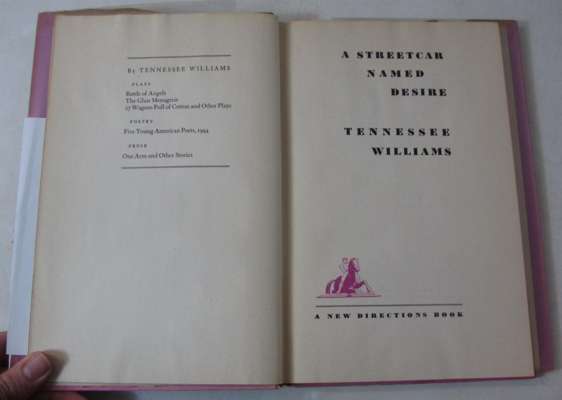 By TENNESSEE WILLIAMS
PLAYS
Battle of Angels
The Glass Menagerie
27 Wagons Full of Cotton and Other Plays
POETRY
Five Young American Poets, 1944
PROSE
One Arm and Other Stories
A STREETCAR
NAMED
DESIRE
TENNESSEE
WILLIAMS
A NEW DIRECTIONS BOOK